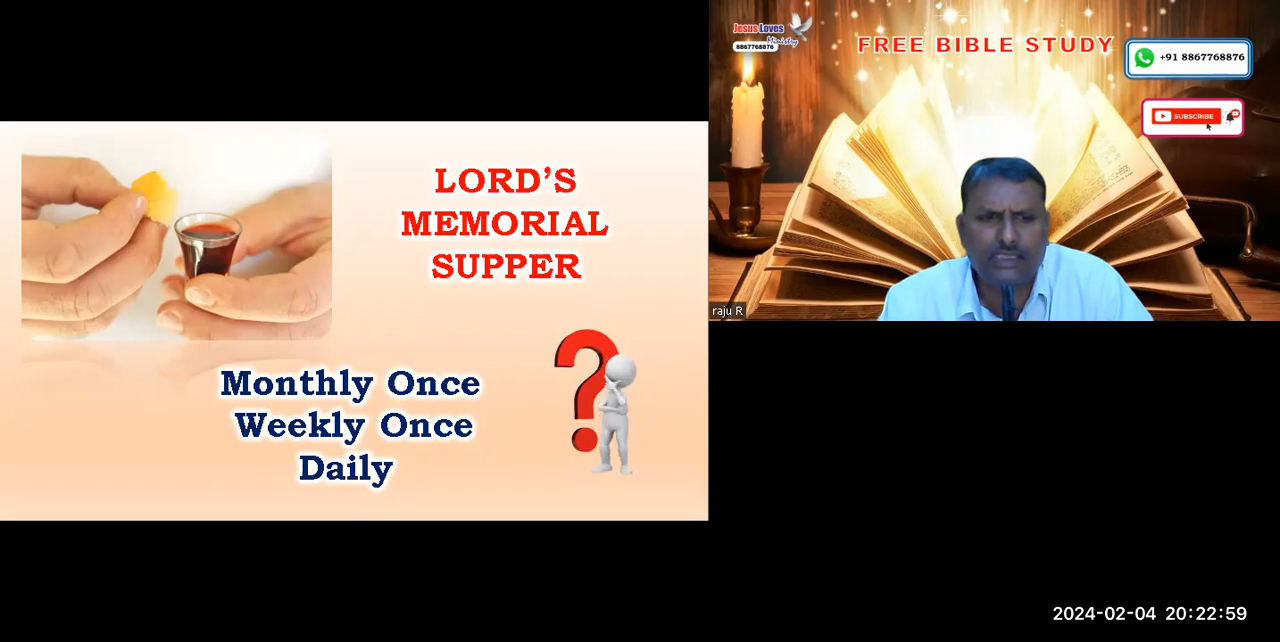 LORD'S
MEMORIAL
SUPPER
Monthly Once
Weekly Once
Daily
Jesus Loves
Ministry
8867768876
FREE BIBLE STUDY
+91 8867768876
SUBSCRIBE
raju R
2024-02-04 20:22:59